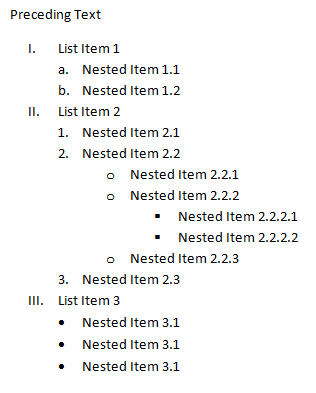 Preceding Text
I. List Item 1
a. Nested Item 1.1
b. Nested Item 1.2
II. List Item 2
1. Nested Item 2.1
2. Nested Item 2.2
o Nested Item 2.2.1
o Nested Item 2.2.2
▪ Nested Item 2.2.2.1
▪ Nested Item 2.2.2.2
o Nested Item 2.2.3
3. Nested Item 2.3
III. List Item 3
• Nested Item 3.1
• Nested Item 3.1
• Nested Item 3.1